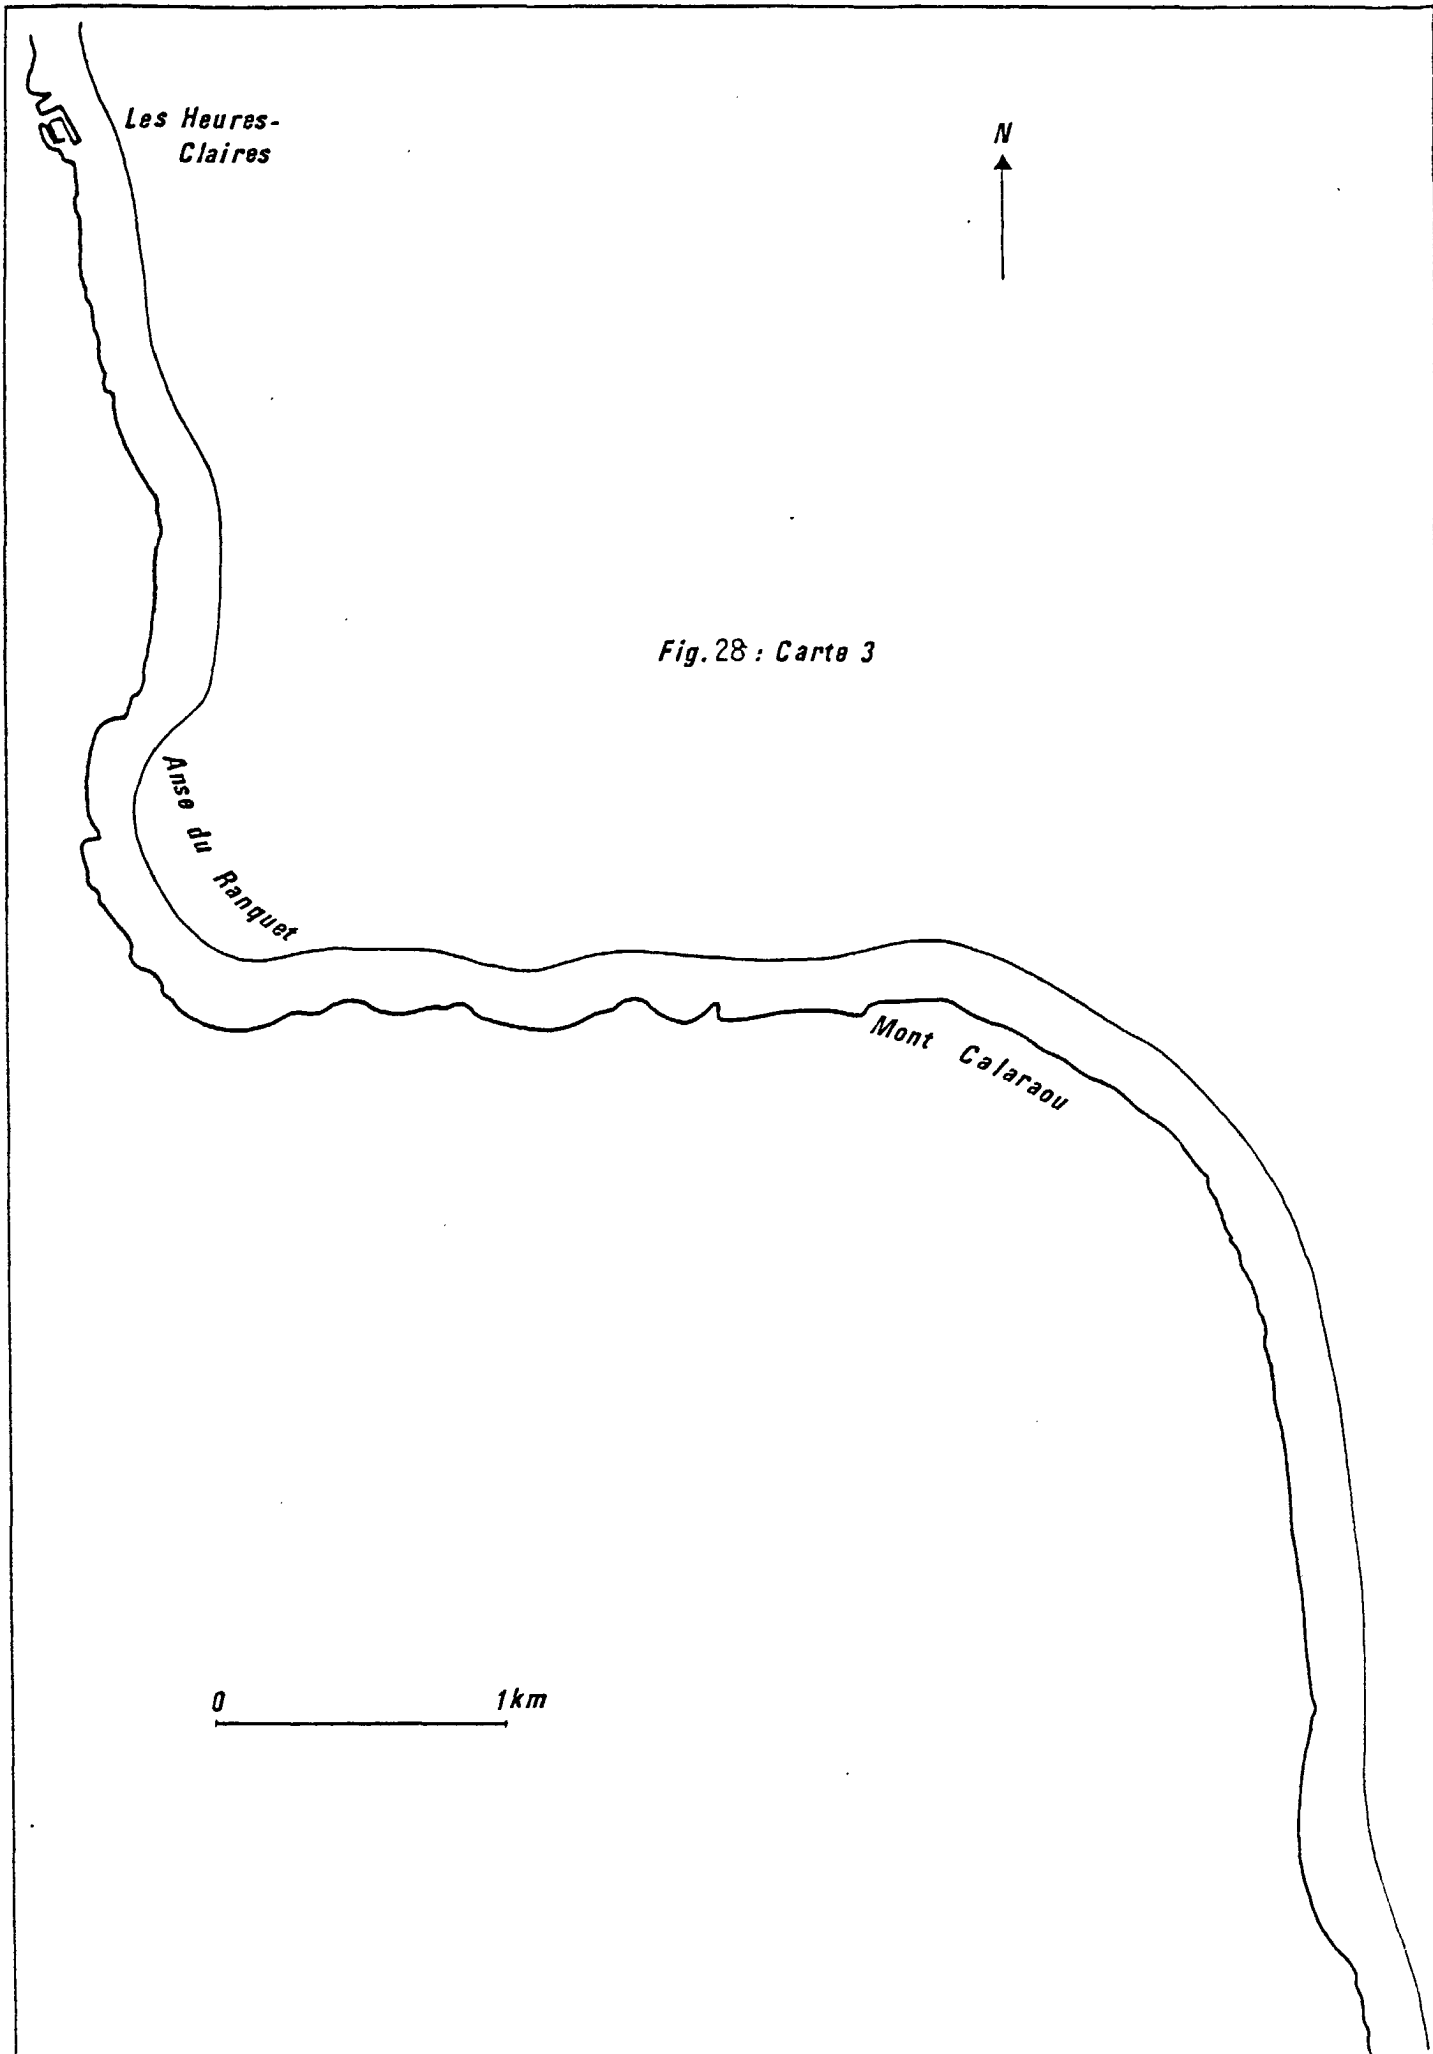 Les Heures-
Claires
N
Fig. 28 : Carte 3
Anse du Ranquet
Mont Calaraou
0 1km